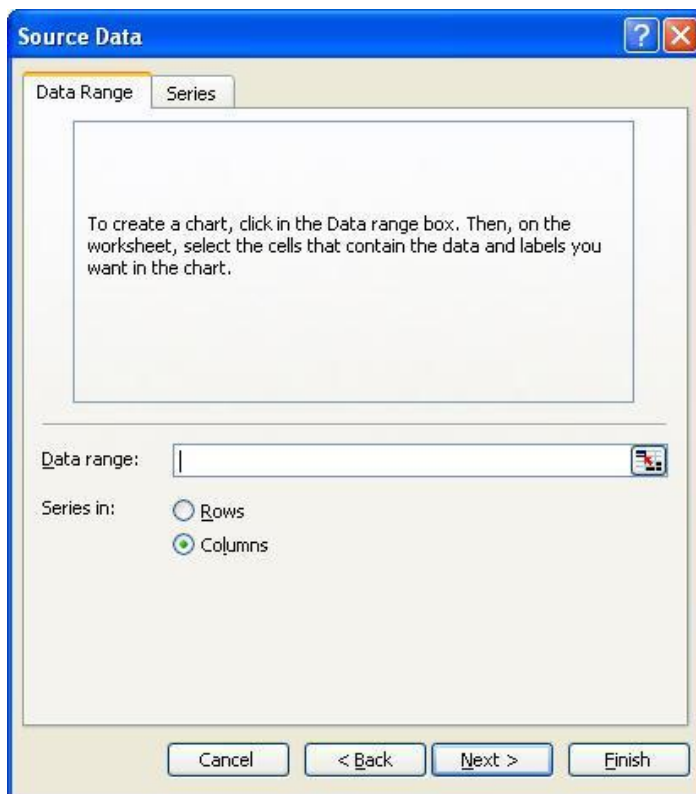 Source Data
?
Data Range
Series
To create a chart, click in the Data range box. Then, on the
worksheet, select the cells that contain the data and labels you
want in the chart.
Data range:
Series in:
Rows
Columns
Cancel
< Back
Next >
Finish